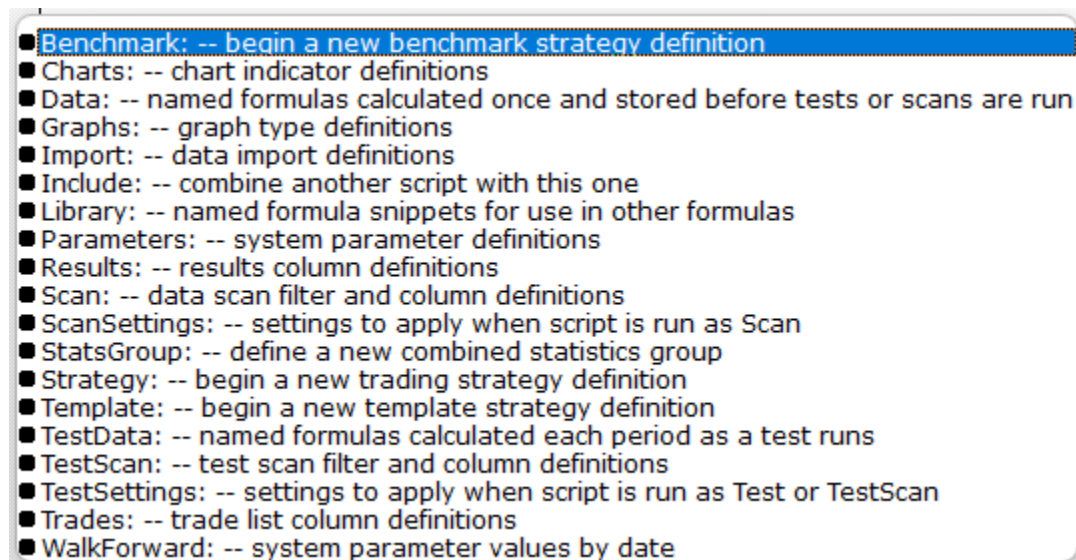 Benchmark: -- begin a new benchmark strategy definition
Charts: -- chart indicator definitions
Data: -- named formulas calculated once and stored before tests or scans are run
Graphs: -- graph type definitions
Import: -- data import definitions
Include: -- combine another script with this one
Library: -- named formula snippets for use in other formulas
Parameters: -- system parameter definitions
Results: -- results column definitions
Scan: -- data scan filter and column definitions
ScanSettings: -- settings to apply when script is run as Scan
StatsGroup: -- define a new combined statistics group
Strategy: -- begin a new trading strategy definition
Template: -- begin a new template strategy definition
TestData: -- named formulas calculated each period as a test runs
TestScan: -- test scan filter and column definitions
TestSettings: -- settings to apply when script is run as Test or TestScan
Trades: -- trade list column definitions
WalkForward: -- system parameter values by date